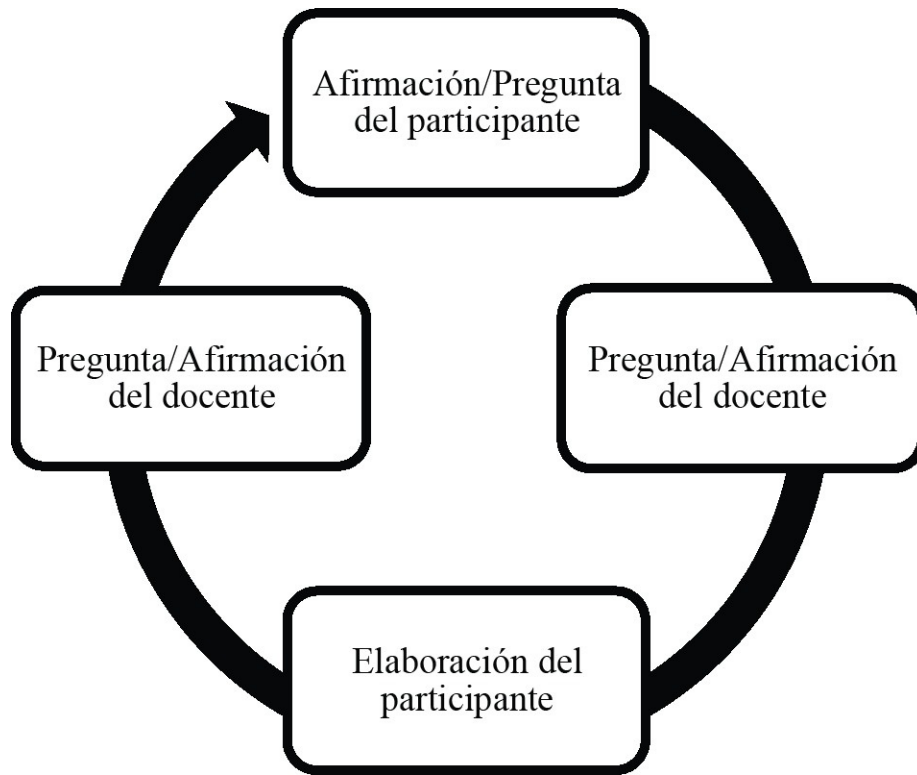 Afirmación/Pregunta
del participante
Pregunta/Afirmación
del docente
Pregunta/Afirmación
del docente
Elaboración del
participante